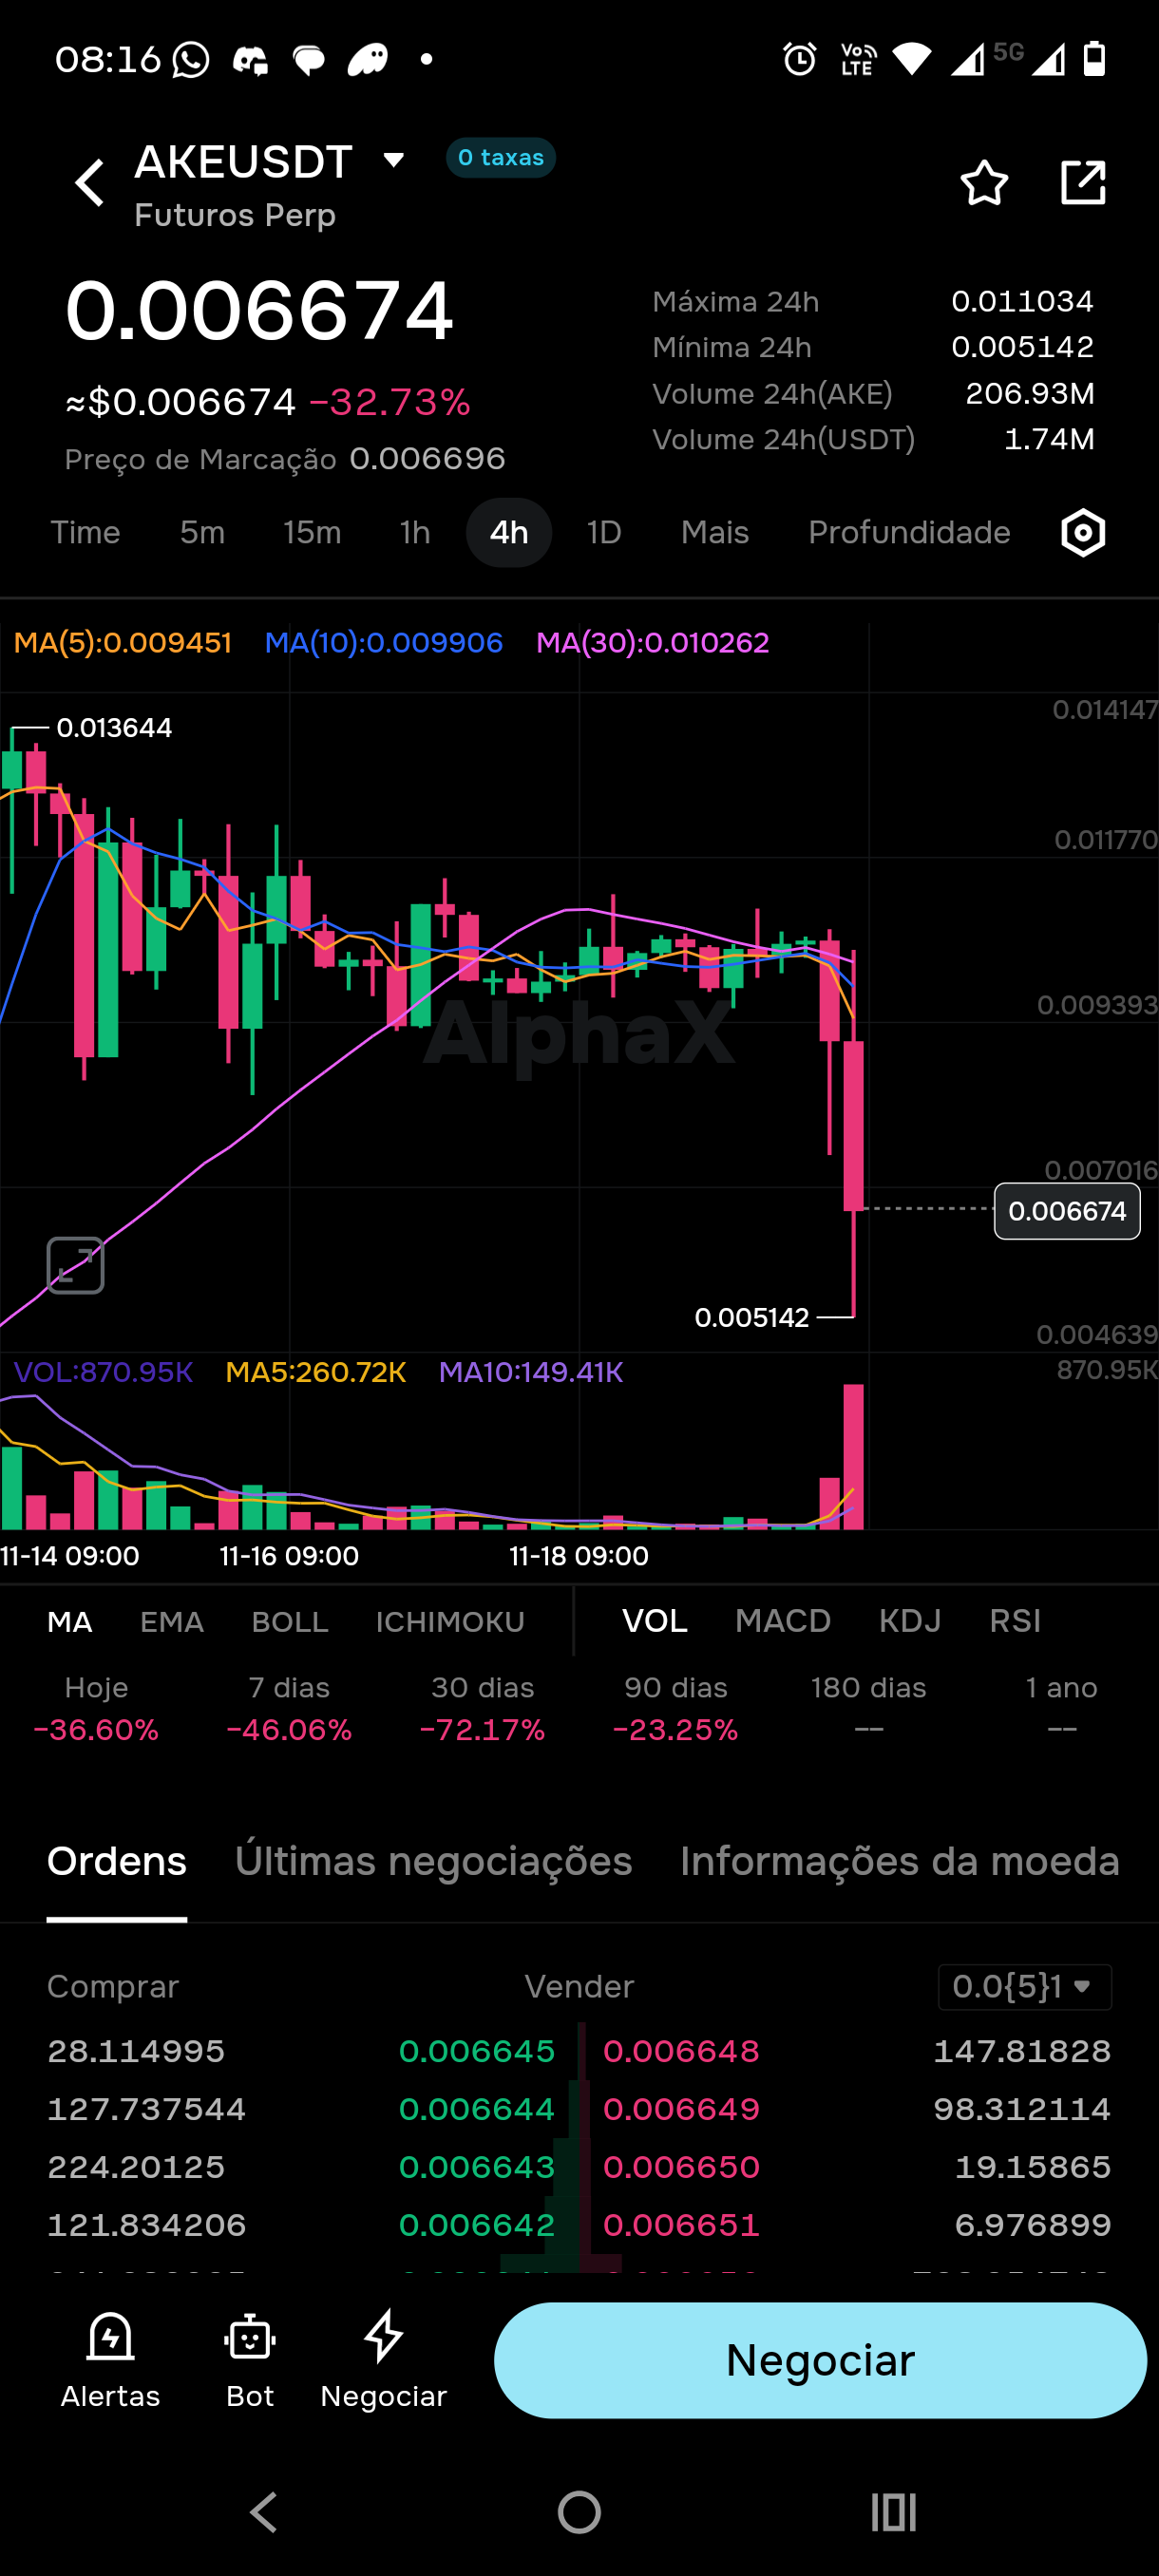 08:16 VoLTE 5G
AKEUSDT 0 taxas
Futuros Perp
0.006674
≈$0.006674 -32.73%
Preço de Marcação 0.006696
Máxima 24h 0.011034
Mínima 24h 0.005142
Volume 24h(AKE) 206.93M
Volume 24h(USDT) 1.74M
Time 5m 15m 1h 4h 1D Mais Profundidade
MA(5):0.009451 MA(10):0.009906 MA(30):0.010262
0.014147
0.013644
0.011770
0.009393
AlphaX
0.007016
0.006674
0.005142
0.004639
VOL:870.95K MA5:260.72K MA10:149.41K 870.95K
11-14 09:00 11-16 09:00 11-18 09:00
MA EMA BOLL ICHIMOKU VOL MACD KDJ RSI
Hoje 7 dias 30 dias 90 dias 180 dias 1 ano
-36.60% -46.06% -72.17% -23.25% -- --
Ordens Últimas negociações Informações da moeda
Comprar Vender 0.0{5}1
28.114995 0.006645 0.006648 147.81828
127.737544 0.006644 0.006649 98.312114
224.20125 0.006643 0.006650 19.15865
121.834206 0.006642 0.006651 6.976899
Alertas Bot Negociar Negociar